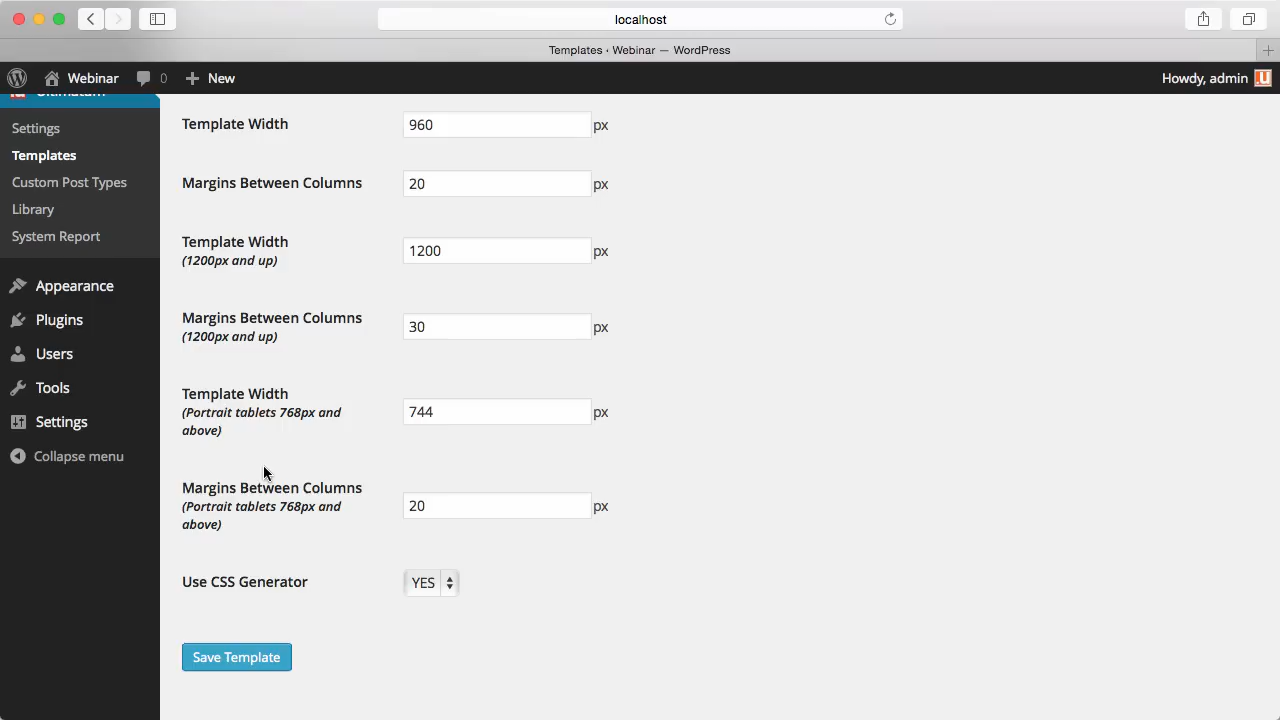 localhost
Templates ‹ Webinar — WordPress
Webinar 0 New Howdy, admin
Ultimatum
Settings
Templates
Custom Post Types
Library
System Report
Appearance
Plugins
Users
Tools
Settings
Collapse menu
Template Width 960 px
Margins Between Columns 20 px
Template Width
(1200px and up) 1200 px
Margins Between Columns
(1200px and up) 30 px
Template Width
(Portrait tablets 768px and 744 px
above)
Margins Between Columns
(Portrait tablets 768px and 20 px
above)
Use CSS Generator YES
Save Template